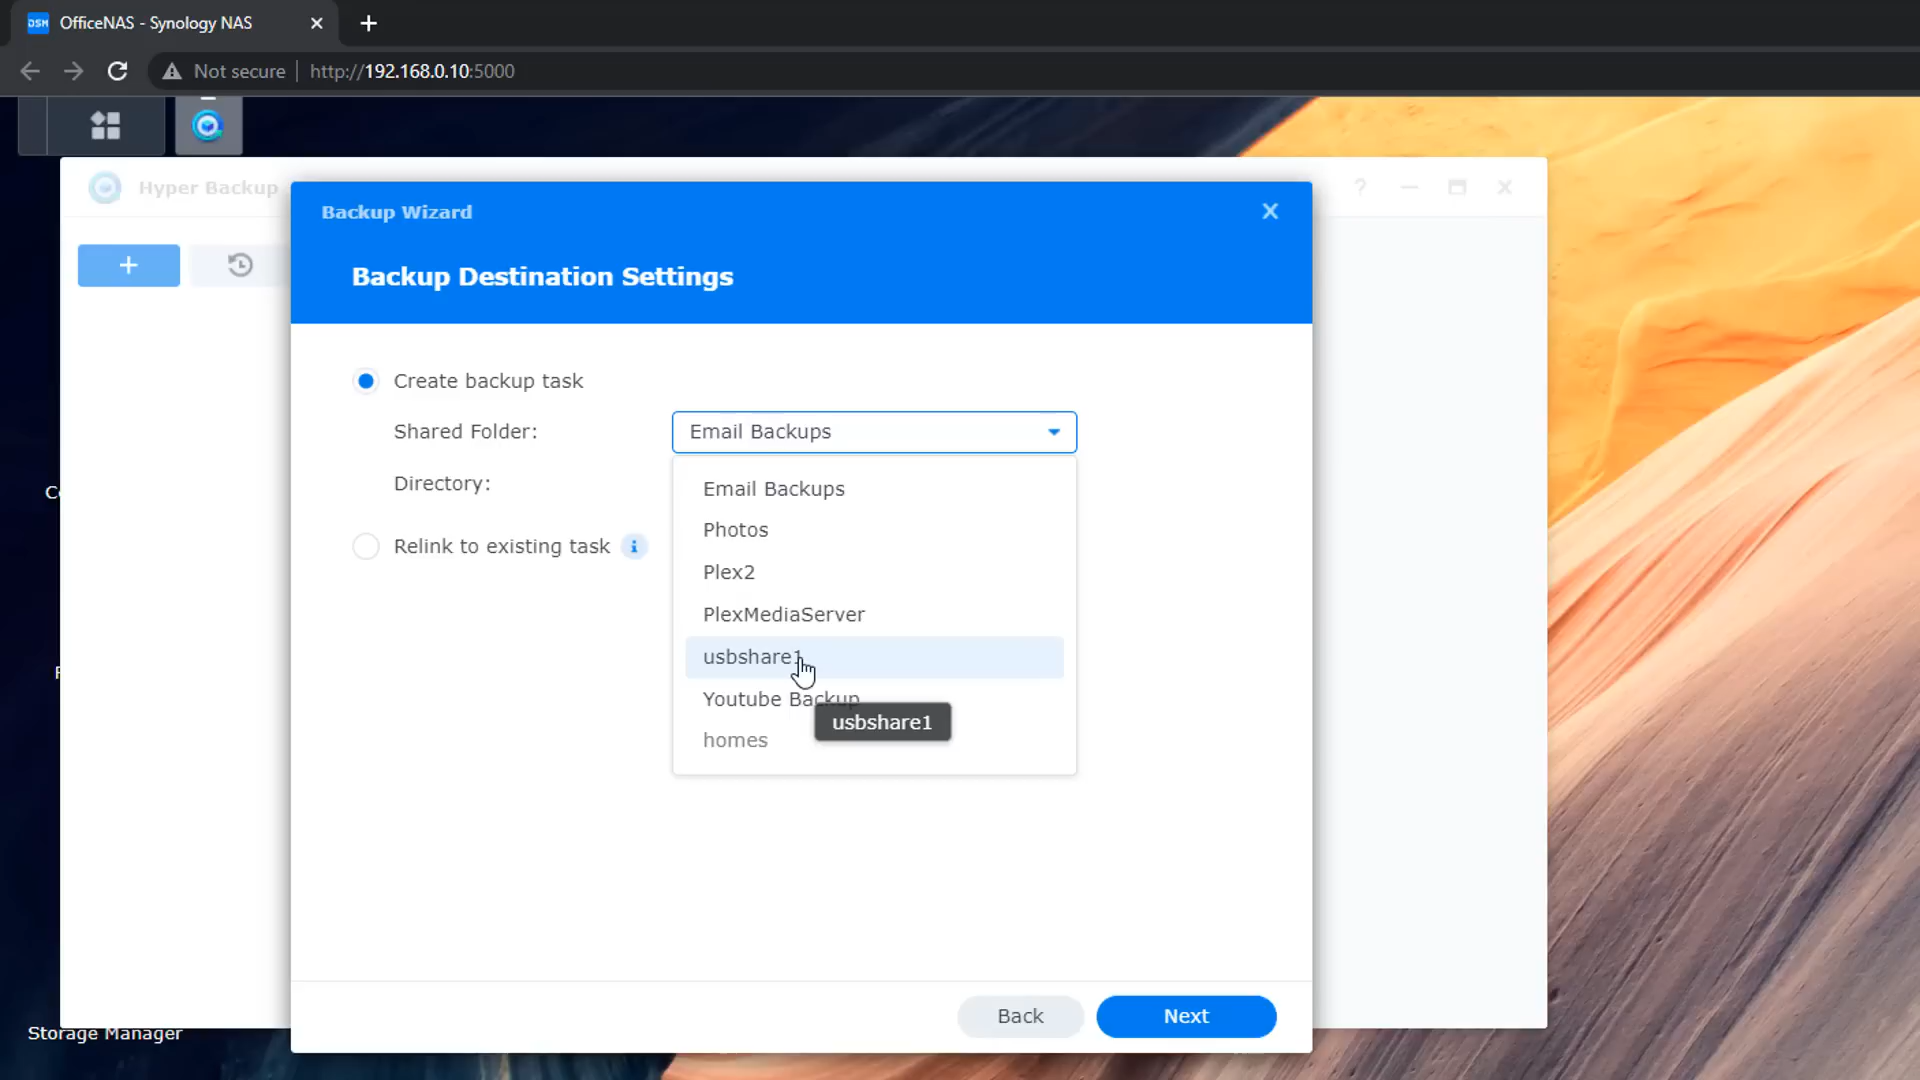 DSM OfficeNAS - Synology NAS
Not secure http://192.168.0.10:5000
Hyper Backup
?
Backup Wizard
Backup Destination Settings
Create backup task
Shared Folder: Email Backups
Directory:
Relink to existing task i
Email Backups
Photos
Plex2
PlexMediaServer
usbshare1
Youtube Backup
usbshare1
homes
Back Next
Storage Manager